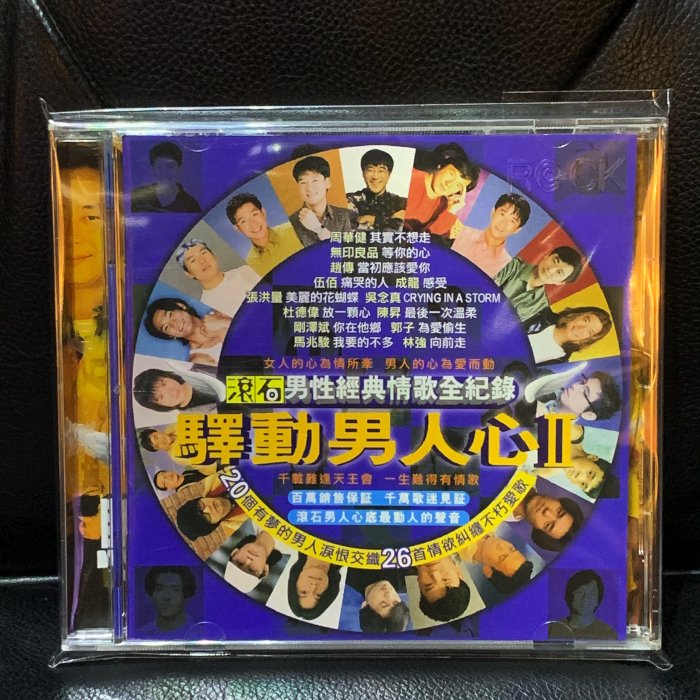 ROCK
周華健 其實不想走
無印良品 等你的心
趙傳 當初應該愛你
伍佰 痛哭的人 成龍 感受
張洪量 美麗的花蝴蝶 吳念真 CRYING IN A STORM
杜德偉 放一顆心 陳昇 最後一次溫柔
剛澤斌 你在他鄉 郭子 為愛偷生
馬兆駿 我要的不多 林強 向前走
女人的心為情所牽 男人的心為愛而動
滾石 男性經典情歌全紀錄
驛動男人心II
千載難逢天王會 一生難得有情歌
百萬銷售保証 千萬歌迷見証
滾石男人心底最動人的聲音
20個有夢的男人淚恨交織26首情慾糾纏不朽愛歌